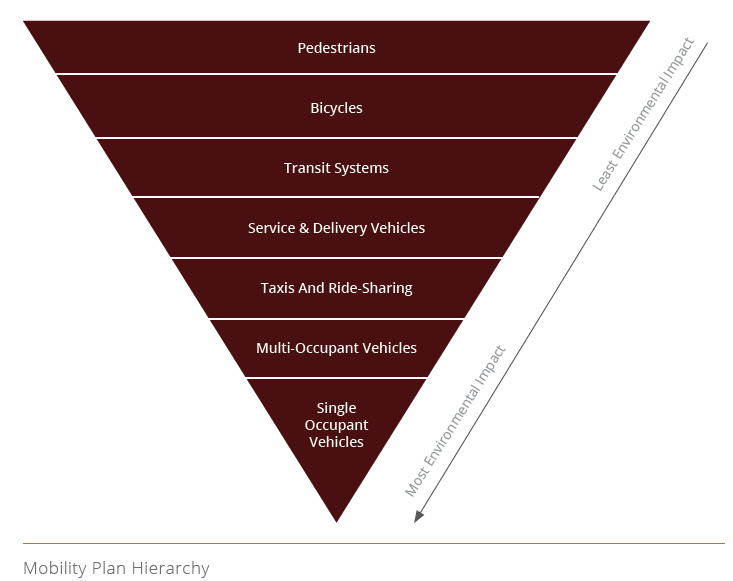 Pedestrians
Bicycles
Transit Systems
Service & Delivery Vehicles
Taxis And Ride-Sharing
Multi-Occupant Vehicles
Single
Occupant
Vehicles
Least Environmental Impact
Most Environmental Impact
Mobility Plan Hierarchy